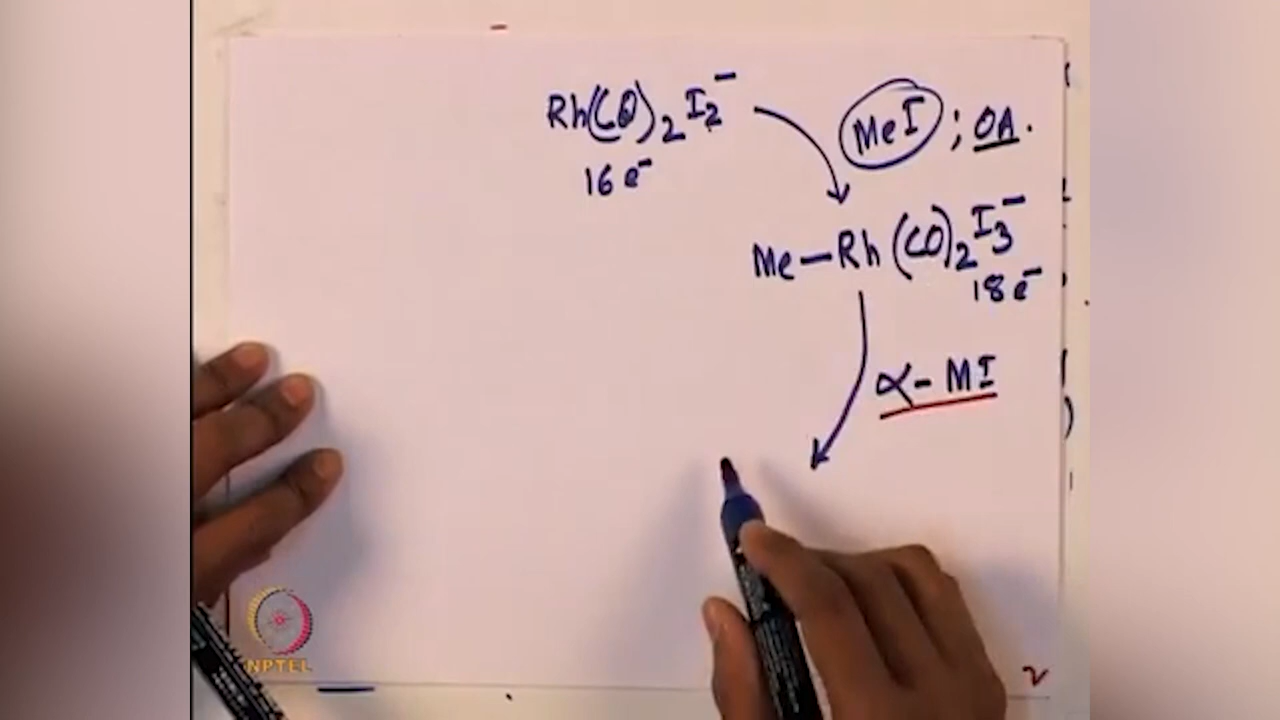 Rh(CO)₂I₂⁻
16 e⁻
MeI ; OA.
Me—Rh(CO)₂I₃⁻
18 e⁻
α-MI
NPTEL